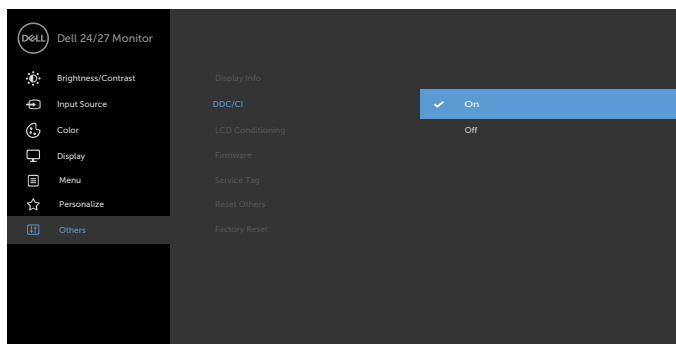 DELL
Dell 24/27 Monitor
Brightness/Contrast
Input Source
Color
Display
Menu
Personalize
Others
Display Info
DDC/CI
LCD Conditioning
Firmware
Service Tag
Reset Others
Factory Reset
On
Off